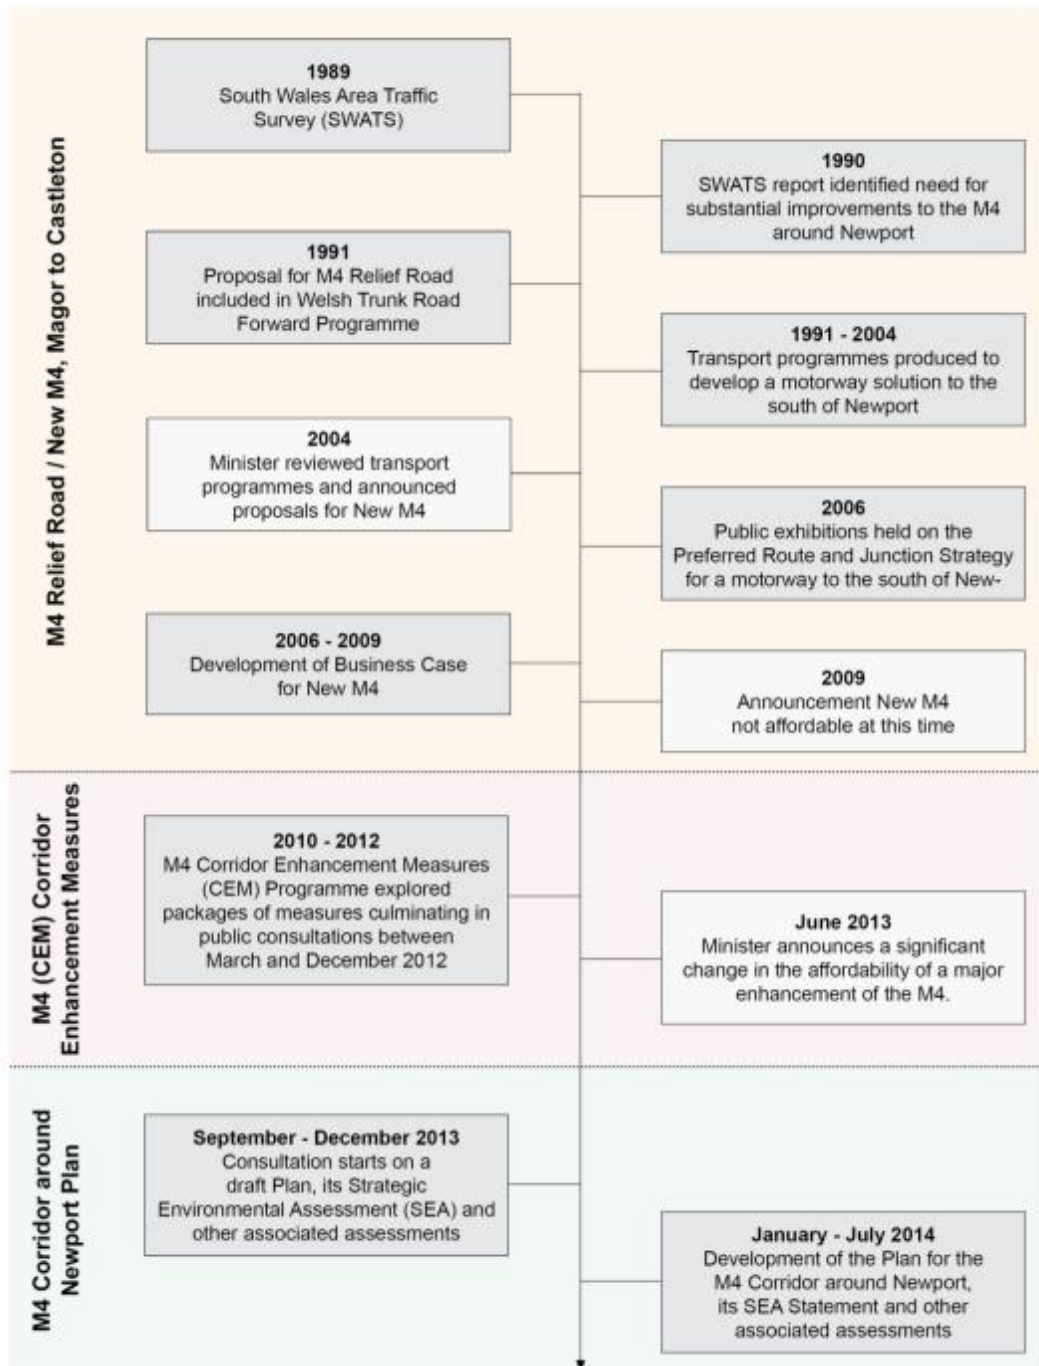 M4 Relief Road / New M4, Magor to Castleton
1989
South Wales Area Traffic
Survey (SWATS)
1990
SWATS report identified need for
substantial improvements to the M4
around Newport
1991
Proposal for M4 Relief Road
included in Welsh Trunk Road
Forward Programme
1991 - 2004
Transport programmes produced to
develop a motorway solution to the
south of Newport
2004
Minister reviewed transport
programmes and announced
proposals for New M4
2006
Public exhibitions held on the
Preferred Route and Junction Strategy
for a motorway to the south of New-
2006 - 2009
Development of Business Case
for New M4
2009
Announcement New M4
not affordable at this time
M4 (CEM) Corridor
Enhancement Measures
2010 - 2012
M4 Corridor Enhancement Measures
(CEM) Programme explored
packages of measures culminating in
public consultations between
March and December 2012
June 2013
Minister announces a significant
change in the affordability of a major
enhancement of the M4.
M4 Corridor around
Newport Plan
September - December 2013
Consultation starts on a
draft Plan, its Strategic
Environmental Assessment (SEA) and
other associated assessments
January - July 2014
Development of the Plan for the
M4 Corridor around Newport,
its SEA Statement and other
associated assessments